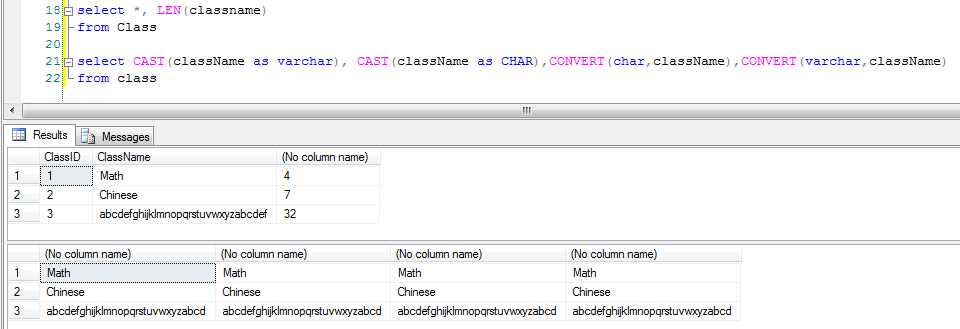 18 select *, LEN(classname)
19 from Class
20
21 select CAST(className as varchar), CAST(className as CHAR),CONVERT(char,className),CONVERT(varchar,className)
22 from class
Results Messages
ClassID ClassName (No column name)
1 1 Math 4
2 2 Chinese 7
3 3 abcdefghijklmnopqrstuvwxyzabcdef 32
(No column name) (No column name) (No column name) (No column name)
1 Math Math Math Math
2 Chinese Chinese Chinese Chinese
3 abcdefghijklmnopqrstuvwxyzabcd abcdefghijklmnopqrstuvwxyzabcd abcdefghijklmnopqrstuvwxyzabcd abcdefghijklmnopqrstuvwxyzabcd